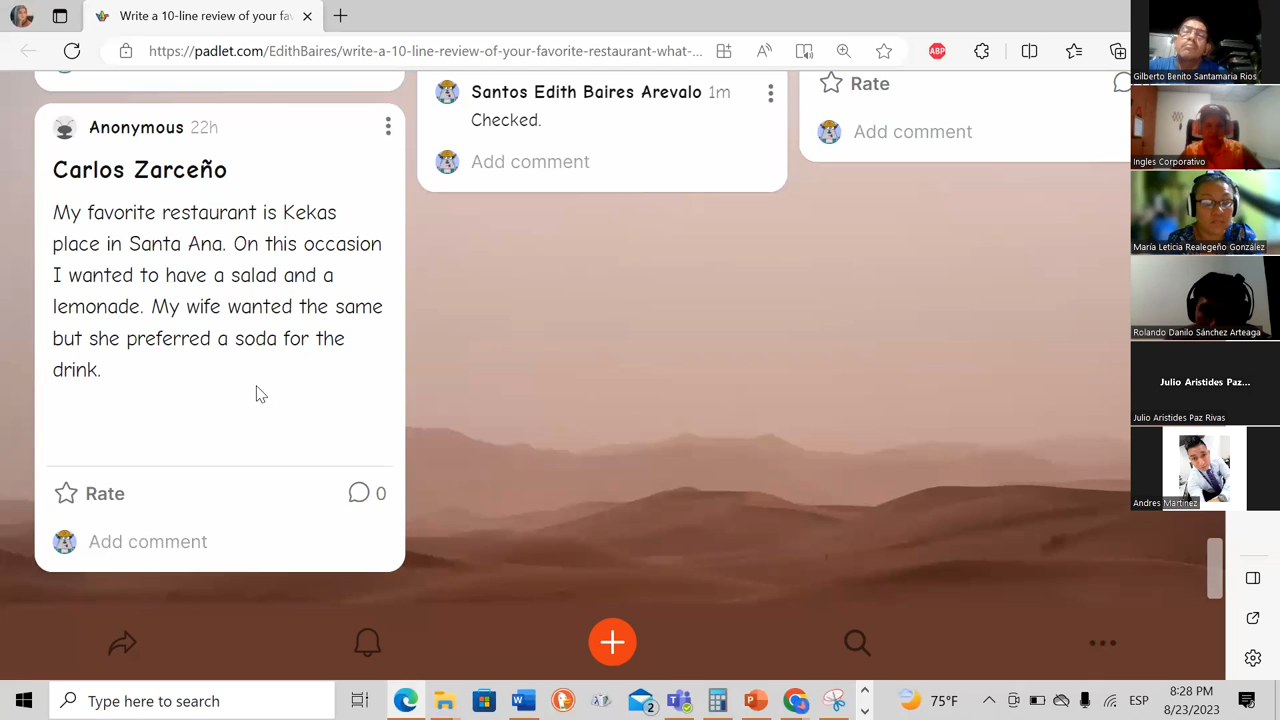 Write a 10-line review of your fav
https://padlet.com/EdithBaires/write-a-10-line-review-of-your-favorite-restaurant-what-...
ABP
Anonymous 22h
Carlos Zarceño
My favorite restaurant is Kekas
place in Santa Ana. On this occasion
I wanted to have a salad and a
lemonade. My wife wanted the same
but she preferred a soda for the
drink.
Rate
0
Add comment
Santos Edith Baires Arevalo 1m
Checked.
Add comment
Rate
Add comment
Gilberto Benito Santamaria Rios
Ingles Corporativo
María Leticia Realegeño González
Rolando Danilo Sánchez Arteaga
Julio Aristides Paz...
Julio Aristides Paz Rivas
Andres Martinez
Type here to search
2
75°F
ESP
8:28 PM
8/23/2023